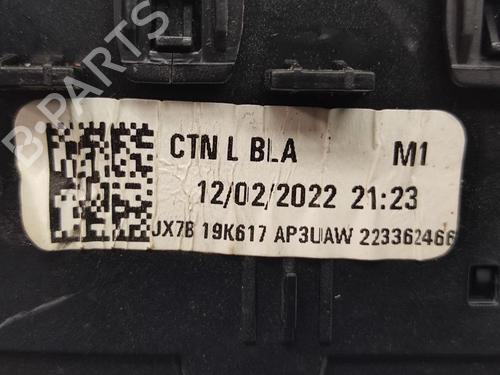 B-PARTS
CTN L BLA M1
12/02/2022 21:23
JX7B 19K617 AP3UAW 223362466